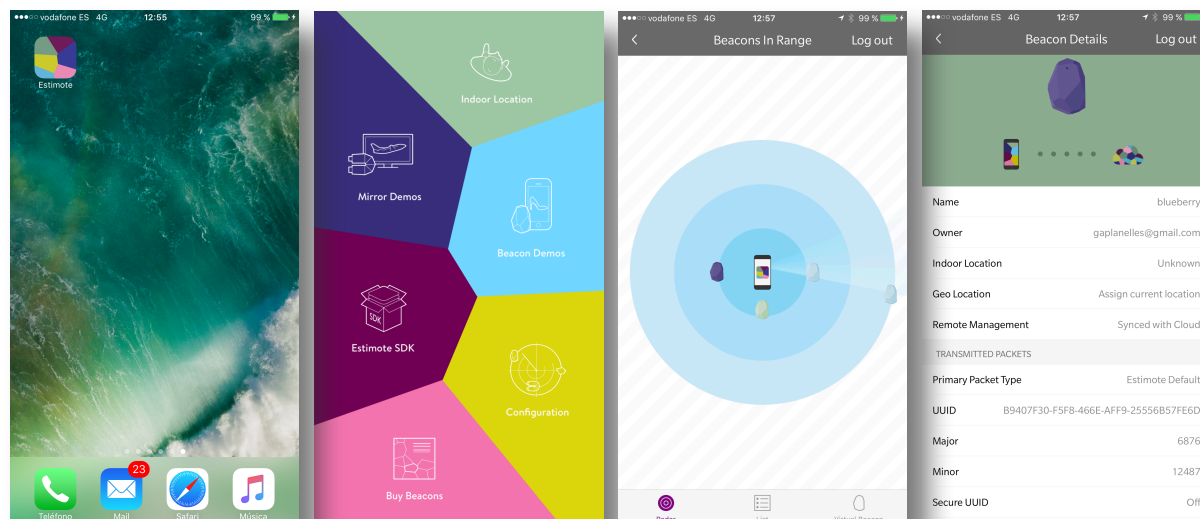 vodafone ES 4G 12:55 99 %
Estimote
23
Teléfono Mail Safari Música
Indoor Location
Mirror Demos
Beacon Demos
Estimote SDK
SDK
Configuration
Buy Beacons
vodafone ES 4G 12:57 99 %
Beacons In Range Log out
Radar List Virtual Beacon
vodafone ES 4G 12:57 99 %
Beacon Details Log out
Name blueberry
Owner gaplanelles@gmail.com
Indoor Location Unknown
Geo Location Assign current location
Remote Management Synced with Cloud
TRANSMITTED PACKETS
Primary Packet Type Estimote Default
UUID B9407F30-F5F8-466E-AFF9-25556B57FE6D
Major 6876
Minor 12487
Secure UUID Off